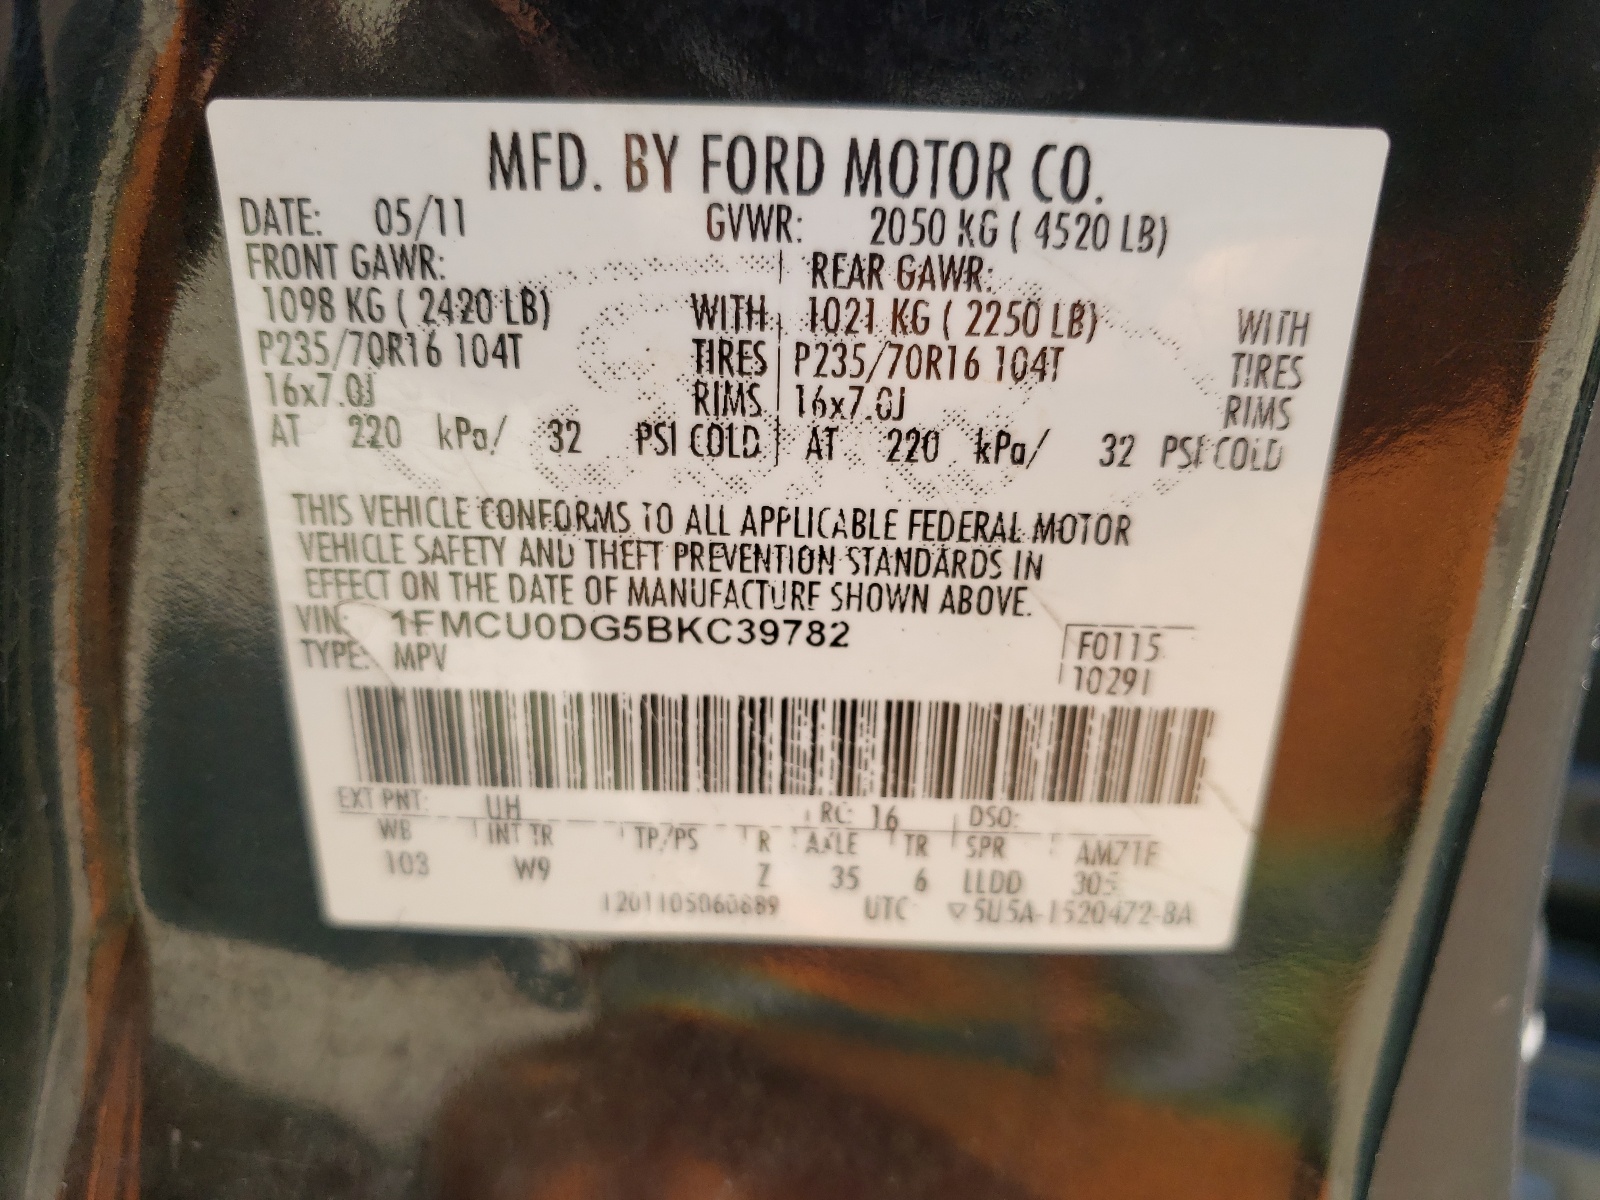 MFD. BY FORD MOTOR CO.
DATE: 05/11 GVWR: 2050 KG ( 4520 LB)
FRONT GAWR: REAR GAWR:
1098 KG ( 2420 LB) WITH 1021 KG ( 2250 LB) WITH
P235/70R16 104T TIRES P235/70R16 104T TIRES
16x7.0J RIMS 16x7.0J RIMS
AT 220 kPa/ 32 PSI COLD AT 220 kPa/ 32 PSI COLD
THIS VEHICLE CONFORMS TO ALL APPLICABLE FEDERAL MOTOR
VEHICLE SAFETY AND THEFT PREVENTION STANDARDS IN
EFFECT ON THE DATE OF MANUFACTURE SHOWN ABOVE.
VIN: 1FMCU0DG5BKC39782
TYPE: MPV
F0115
10291
EXT PNT: UH RC: 16 DSO:
WB INT TR TP/PS R AXLE TR SPR
103 W9 Z 35 6 LLDD 305
UTC ▽5U5A-1520472-BA